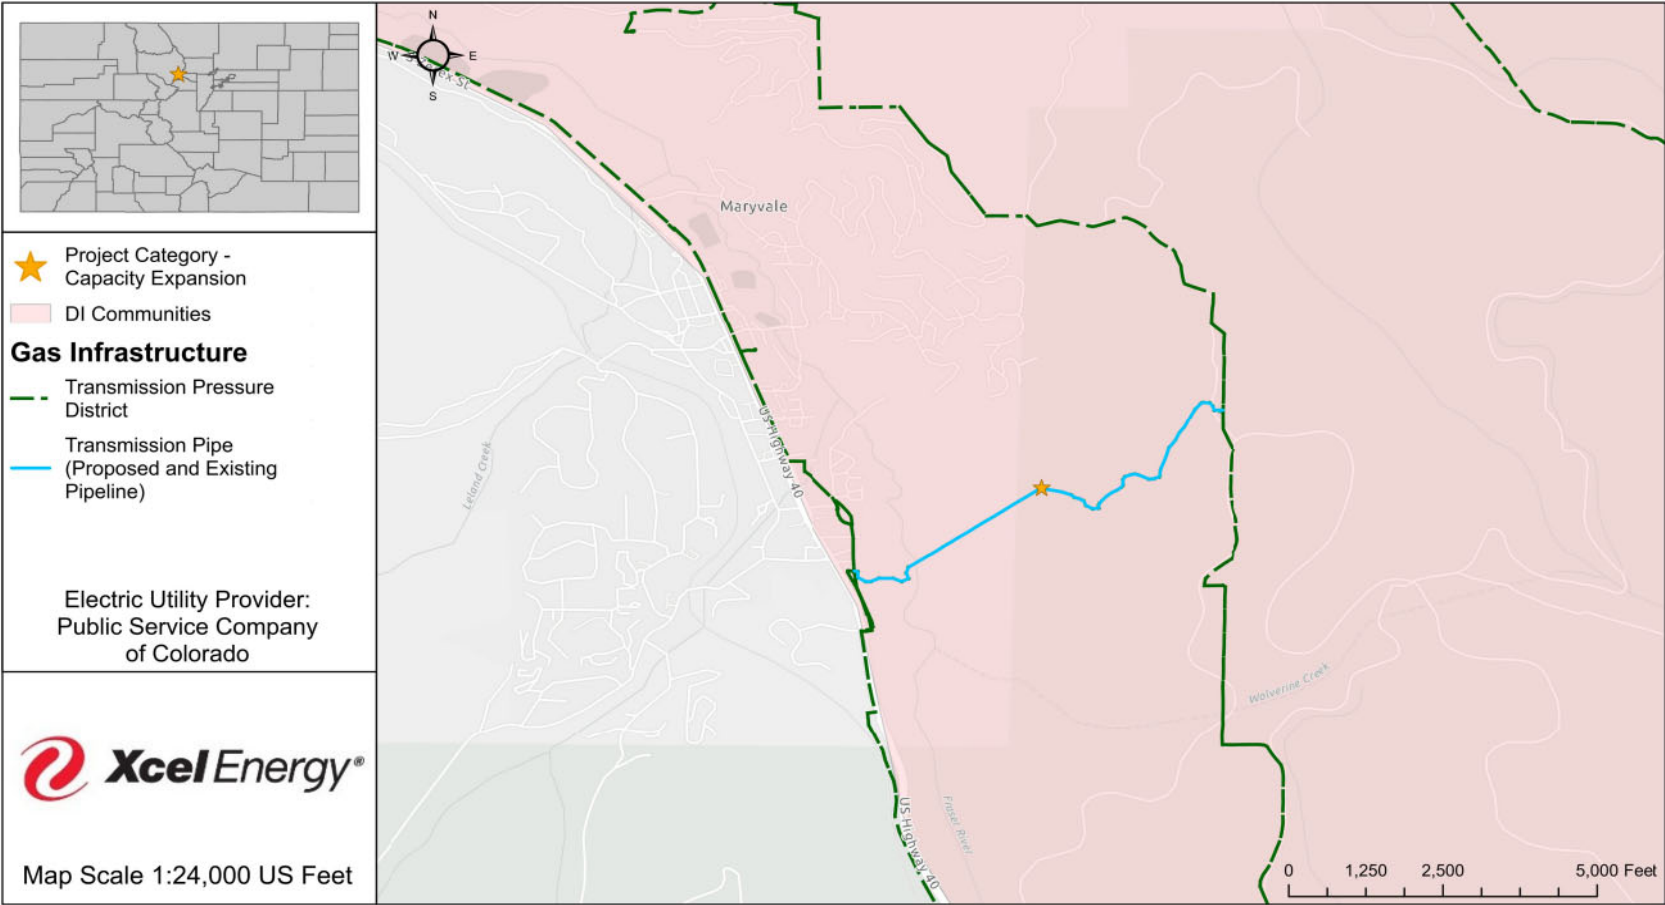 Project Category -
Capacity Expansion
DI Communities
Gas Infrastructure
Transmission Pressure
District
Transmission Pipe
(Proposed and Existing
Pipeline)
Electric Utility Provider:
Public Service Company
of Colorado
Xcel Energy®
Map Scale 1:24,000 US Feet
N
W
E
S
Maryvale
US Highway 40
Leland Creek
Wolverine Creek
US Highway 40
Fraser River
0 1,250 2,500 5,000 Feet